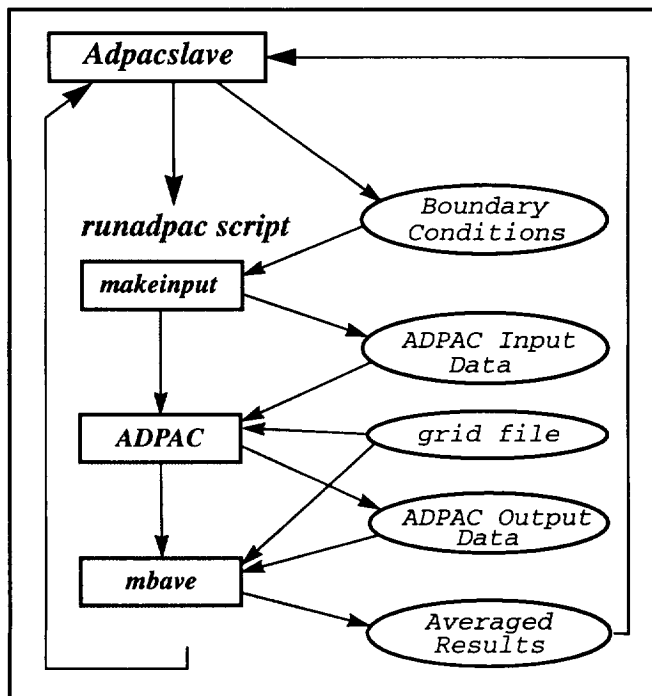 Adpacslave
runadpac script
Boundary
Conditions
makeinput
ADPAC Input
Data
ADPAC
grid file
ADPAC Output
Data
mbave
Averaged
Results